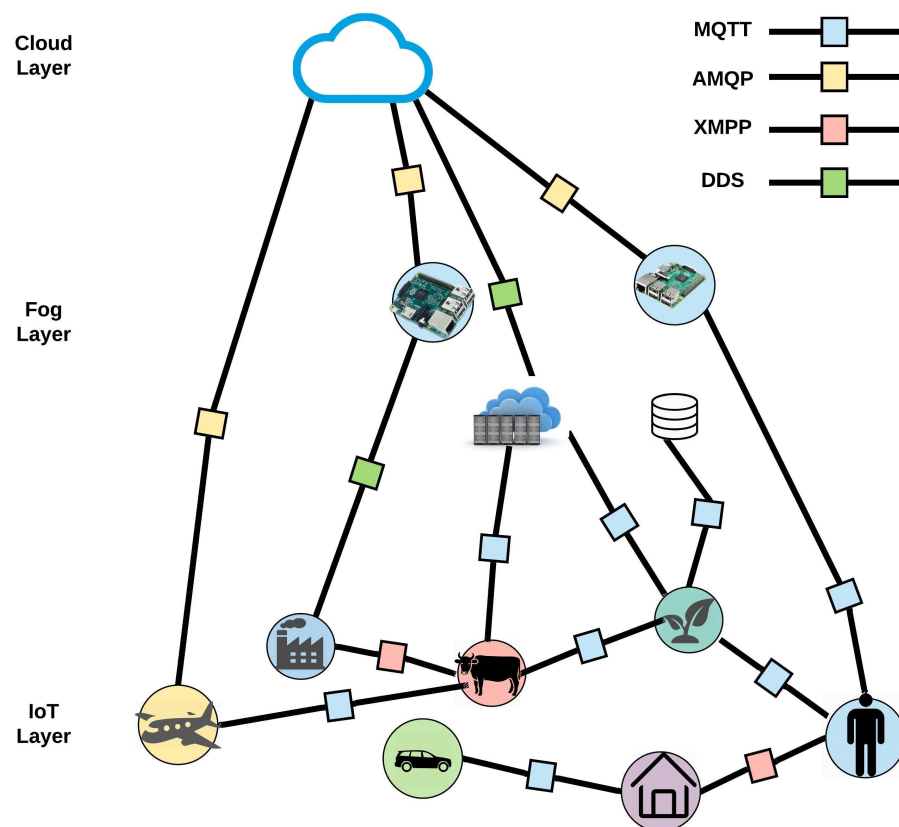 Cloud
Layer
MQTT
AMQP
XMPP
DDS
Fog
Layer
IoT
Layer